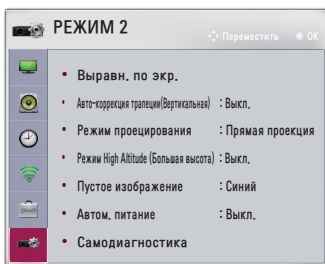 РЕЖИМ 2
Переместить OK
• Выравн. по экр.
• Авто-коррекция трапеции(Вертикальная) : Выкл.
• Режим проецирования : Прямая проекция
• Режим High Altitude (Большая высота) : Выкл.
• Пустое изображение : Синий
• Автом. питание : Выкл.
• Самодиагностика